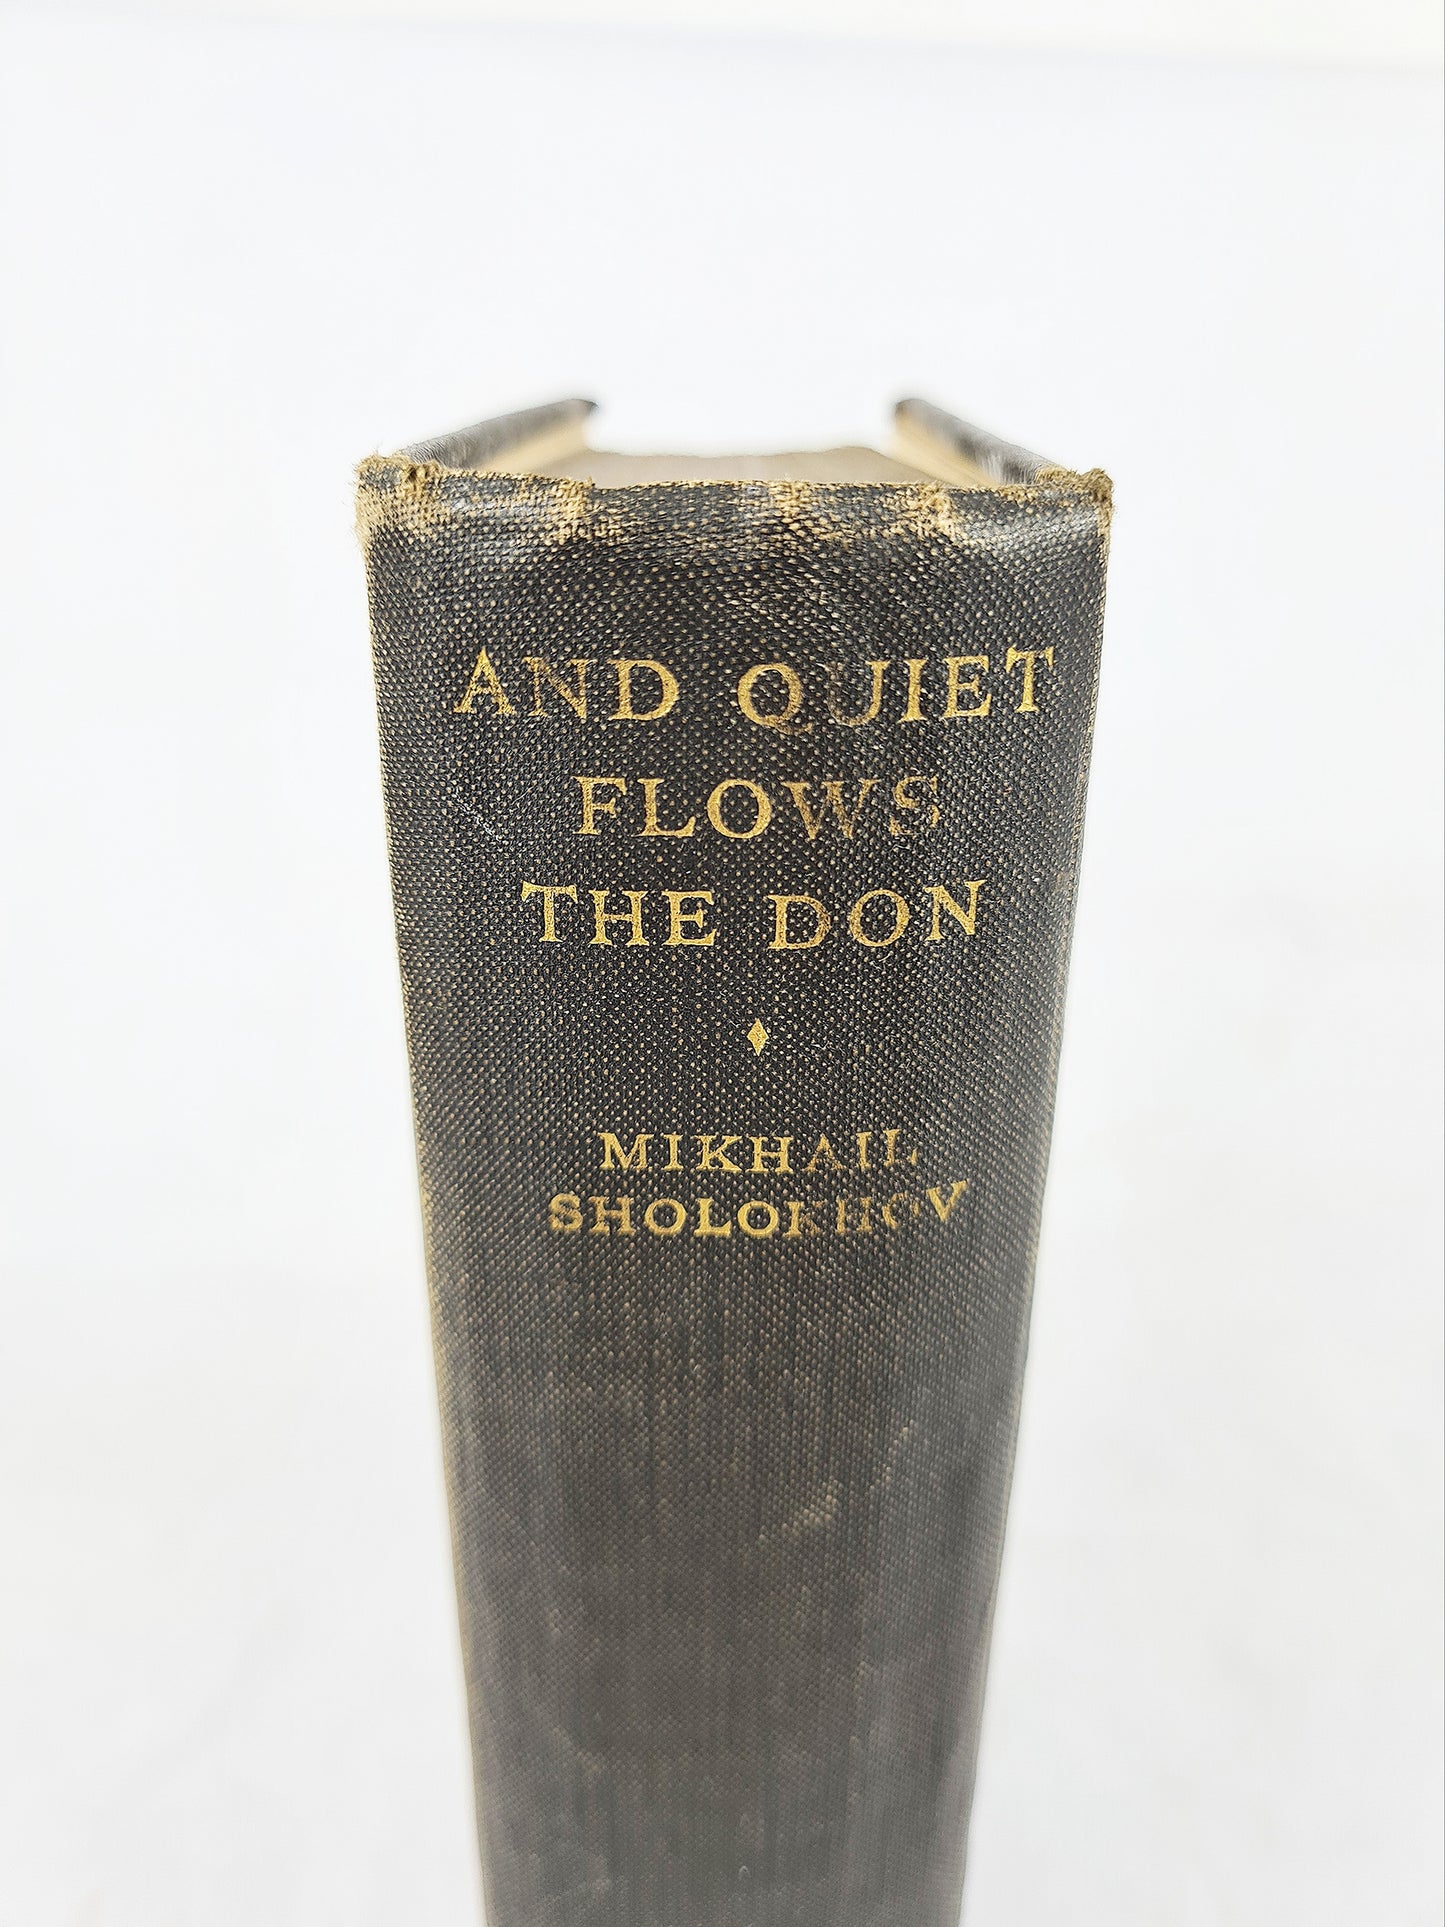 AND QUIET
FLOWS
THE DON
MIKHAIL
SHOLOKHOV